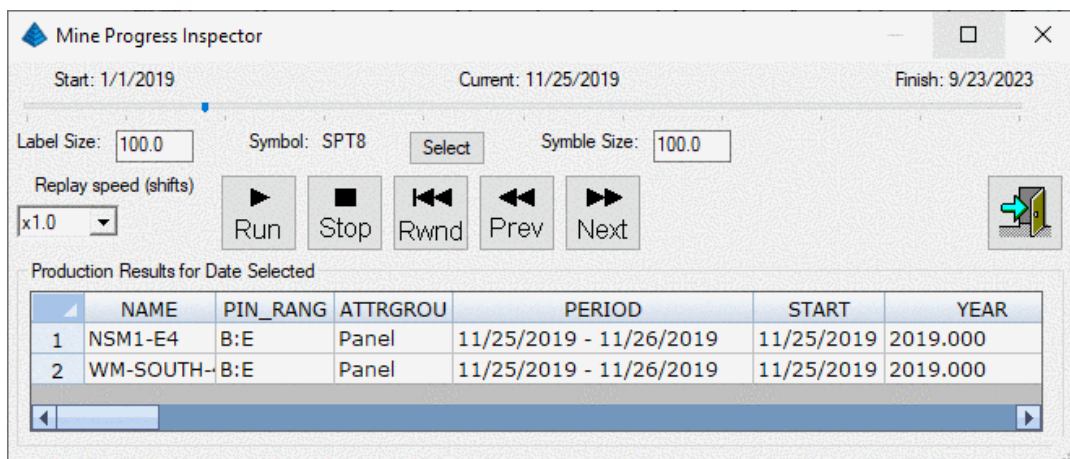 Mine Progress Inspector
Start: 1/1/2019 Current: 11/25/2019 Finish: 9/23/2023
Label Size: 100.0 Symbol: SPT8 Select Symble Size: 100.0
Replay speed (shifts)
x1.0 Run Stop Rwnd Prev Next
Production Results for Date Selected
NAME PIN_RANG ATTRGROU PERIOD START YEAR
1 NSM1-E4 B:E Panel 11/25/2019 - 11/26/2019 11/25/2019 2019.000
2 WM-SOUTH- B:E Panel 11/25/2019 - 11/26/2019 11/25/2019 2019.000